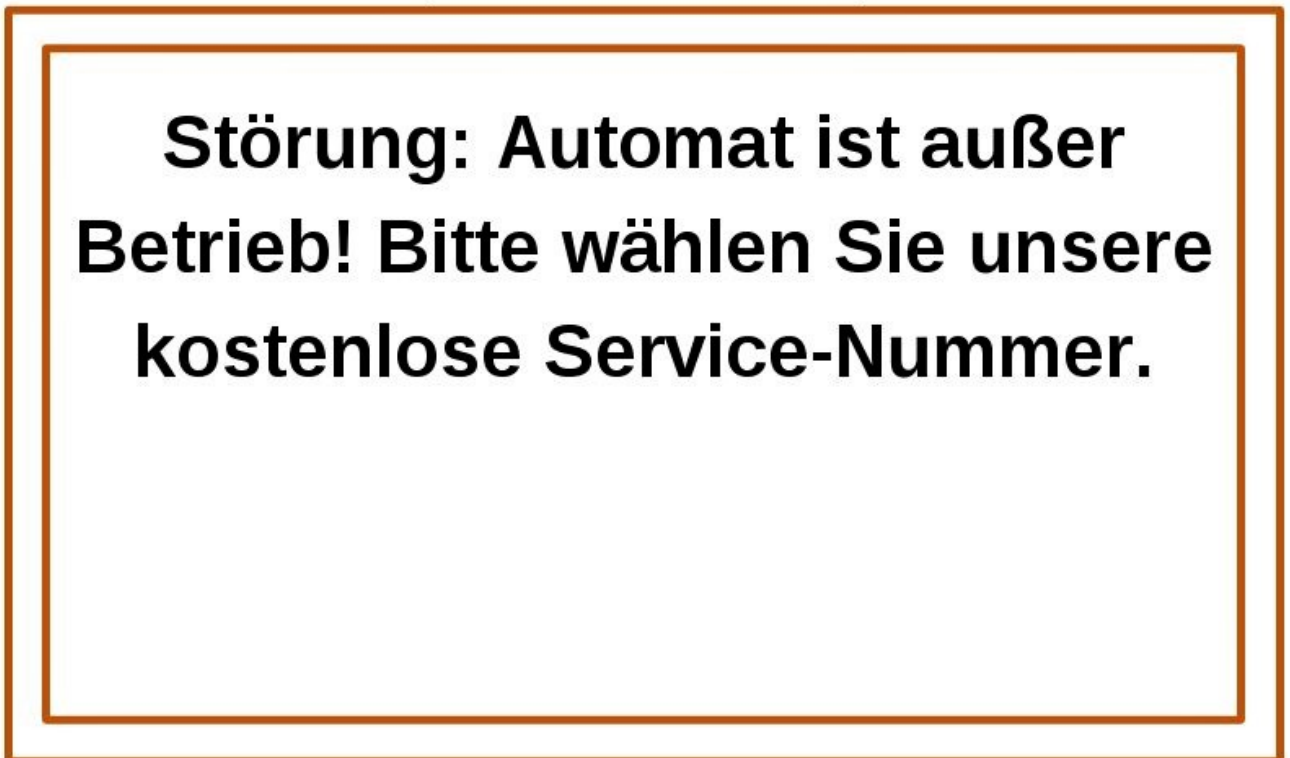 Störung: Automat ist außer
Betrieb! Bitte wählen Sie unsere
kostenlose Service-Nummer.